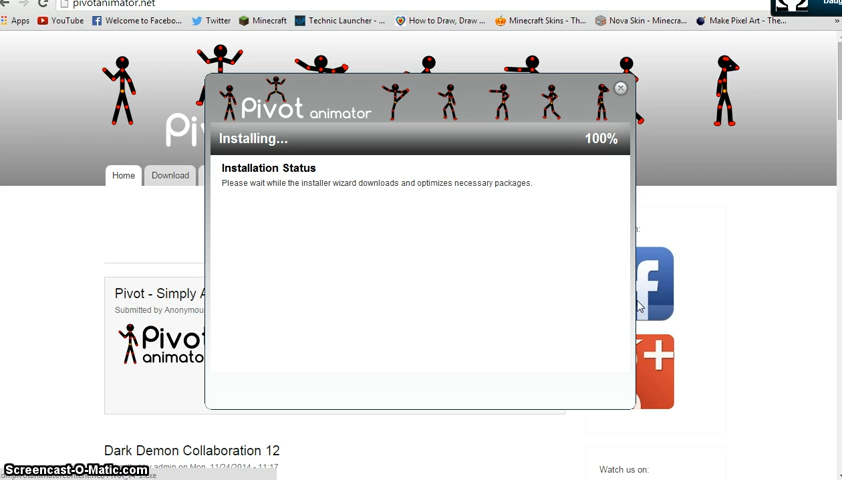 pivotanimator.net
Apps YouTube Welcome to Facebo... Twitter Minecraft Technic Launcher - ... How to Draw, Draw ... Minecraft Skins - Th... Nova Skin - Minecra... Make Pixel Art - The... »
Pivot animator
Installing... 100%
Installation Status
Please wait while the installer wizard downloads and optimizes necessary packages.
Home Download
Pivot - Simply A
Submitted by Anonymou
Pivot
animato
Dark Demon Collaboration 12
admin on Mon, 11/24/2014 - 11:17
Watch us on:
Screencast-O-Matic.com